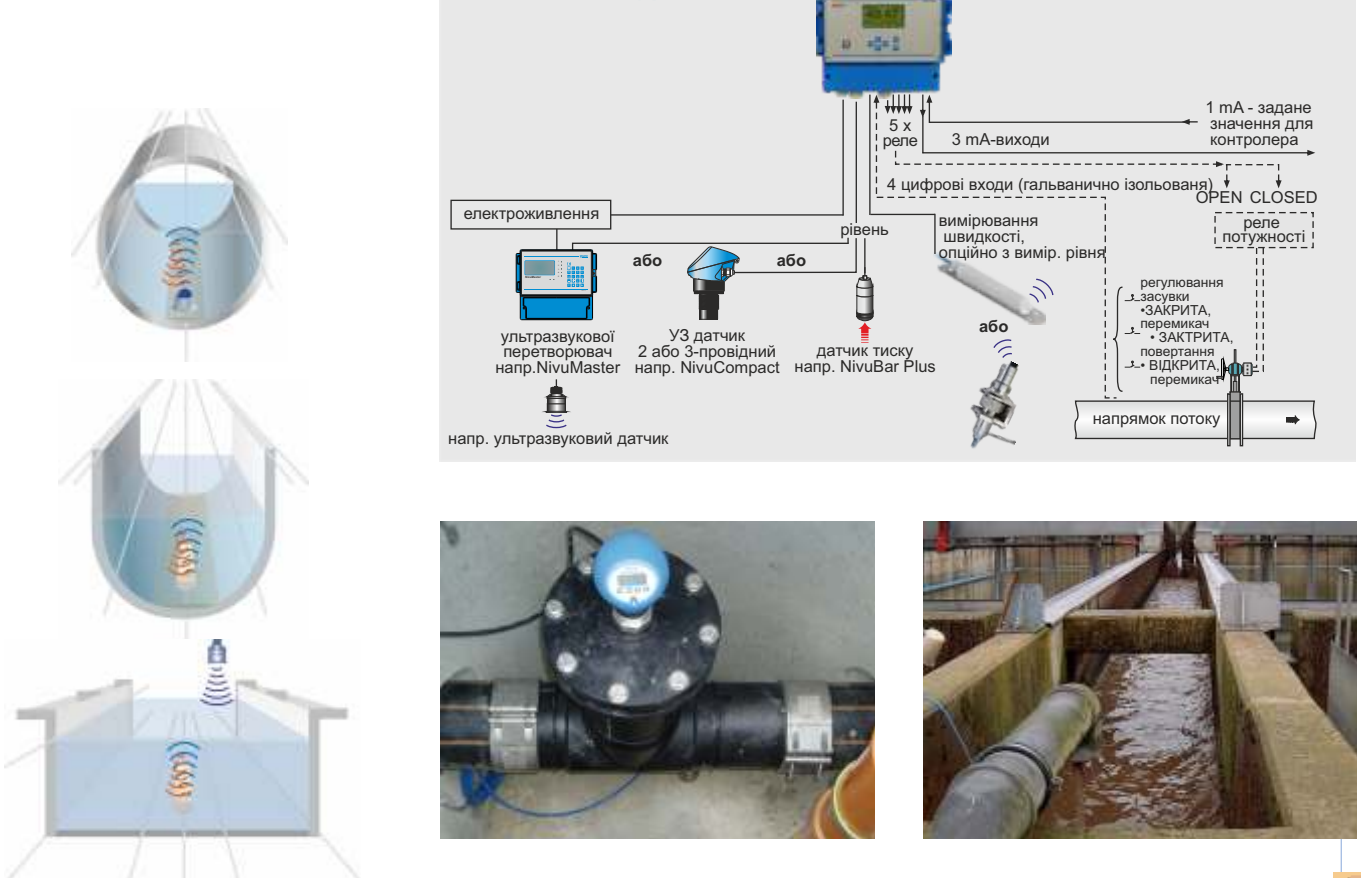 1 mA - задане
значення для
контролера
5 x
реле
3 mA-виходи
4 цифрові входи (гальванично ізольованя)
OPEN CLOSED
реле
потужності
електроживлення
рівень
вимірювання
швидкості,
опційно з вимір. рівня
або
або
або
ультразвукової
перетворювач
напр.NivuMaster
УЗ датчик
2 або 3-провідний
напр. NivuCompact
датчик тиску
напр. NivuBar Plus
напр. ультразвуковий датчик
регулювання
засувки
•ЗАКРИТА,
перемикач
• ЗАКТРИТА,
повертання
• ВІДКРИТА,
перемикач
напрямок потоку